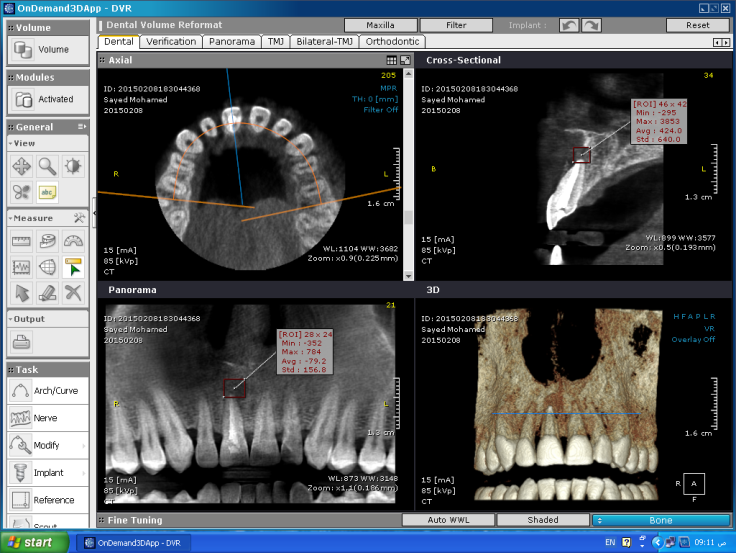 OnDemand3DApp - DVR
Volume
Volume
Modules
Activated
General
View
abc
Measure
Output
Task
Arch/Curve
Nerve
Modify
Implant
Reference
Scout
Dental Volume Reformat
Maxilla
Filter
Implant :
Reset
Dental
Verification
Panorama
TMJ
Bilateral-TMJ
Orthodontic
Axial
205
ID: 20150208183044368
Sayed Mohamed
20150208
MPR
TH: 0 [mm]
Filter Off
R
L
1.6 cm
15 [mA]
85 [kVp]
CT
WL:1104 WW:3682
Zoom: x0.9(0.225mm)
Cross-Sectional
34
ID: 20150208183044368
Sayed Mohamed
20150208
[ROI] 46 x 42
Min : -295
Max : 3853
Avg : 424.0
Std : 640.0
B
L
1.3 cm
15 [mA]
85 [kVp]
CT
WL:899 WW:3577
Zoom: x0.5(0.193mm)
Panorama
21
ID: 20150208183044368
Sayed Mohamed
20150208
[ROI] 28 x 24
Min : -352
Max : 784
Avg : -79.2
Std : 156.8
R
L
1.3 cm
15 [mA]
85 [kVp]
CT
WL:873 WW:3148
Zoom: x1.1(0.186mm)
3D
ID: 20150208183044368
Sayed Mohamed
20150208
H F A P L R
VR
Overlay Off
1.6 cm
15 [mA]
85 [kVp]
CT
R
A
F
Fine Tuning
Auto WWL
Shaded
Bone
start
OnDemand3DApp - DVR
EN
09:11 ص